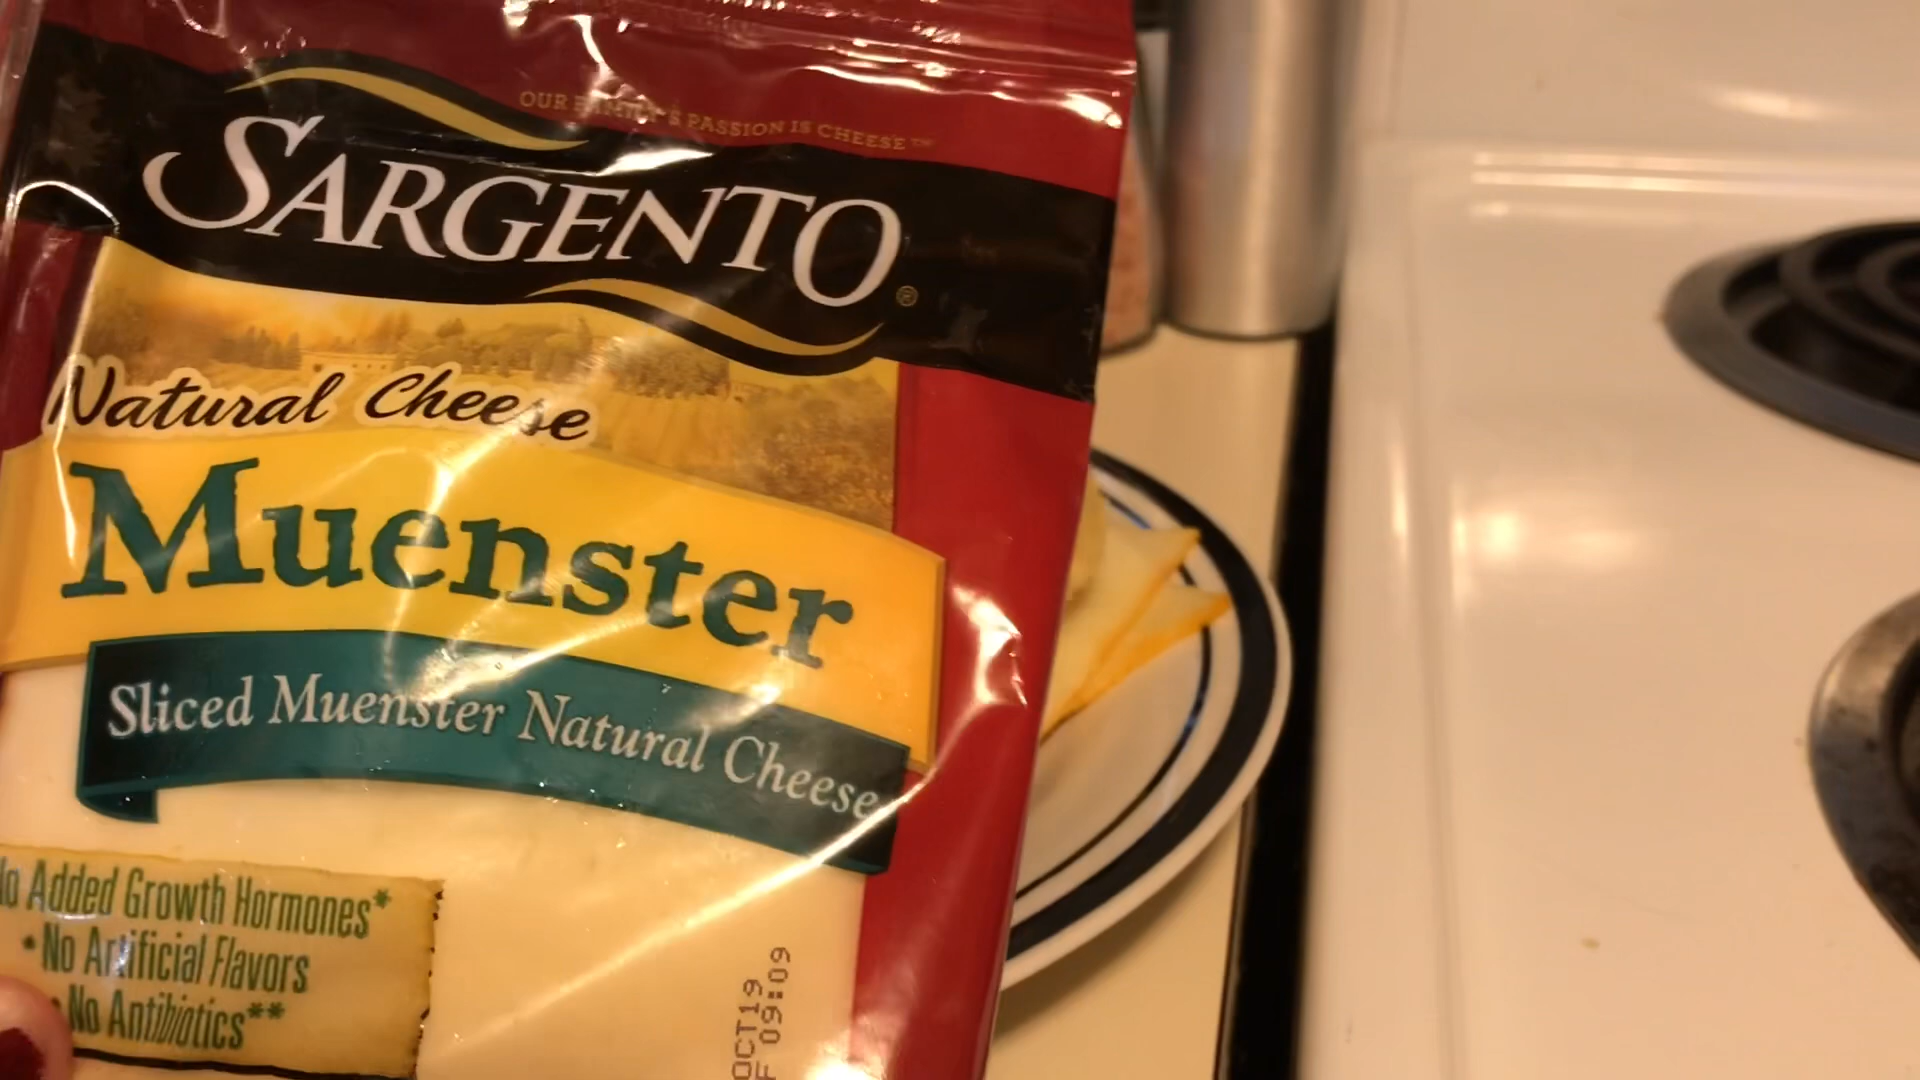 OUR FAMILY'S PASSION IS CHEESE™
SARGENTO®
Natural Cheese
Muenster
Sliced Muenster Natural Cheese
No Added Growth Hormones*
• No Artificial Flavors
• No Antibiotics**
OCT19
F 09:09